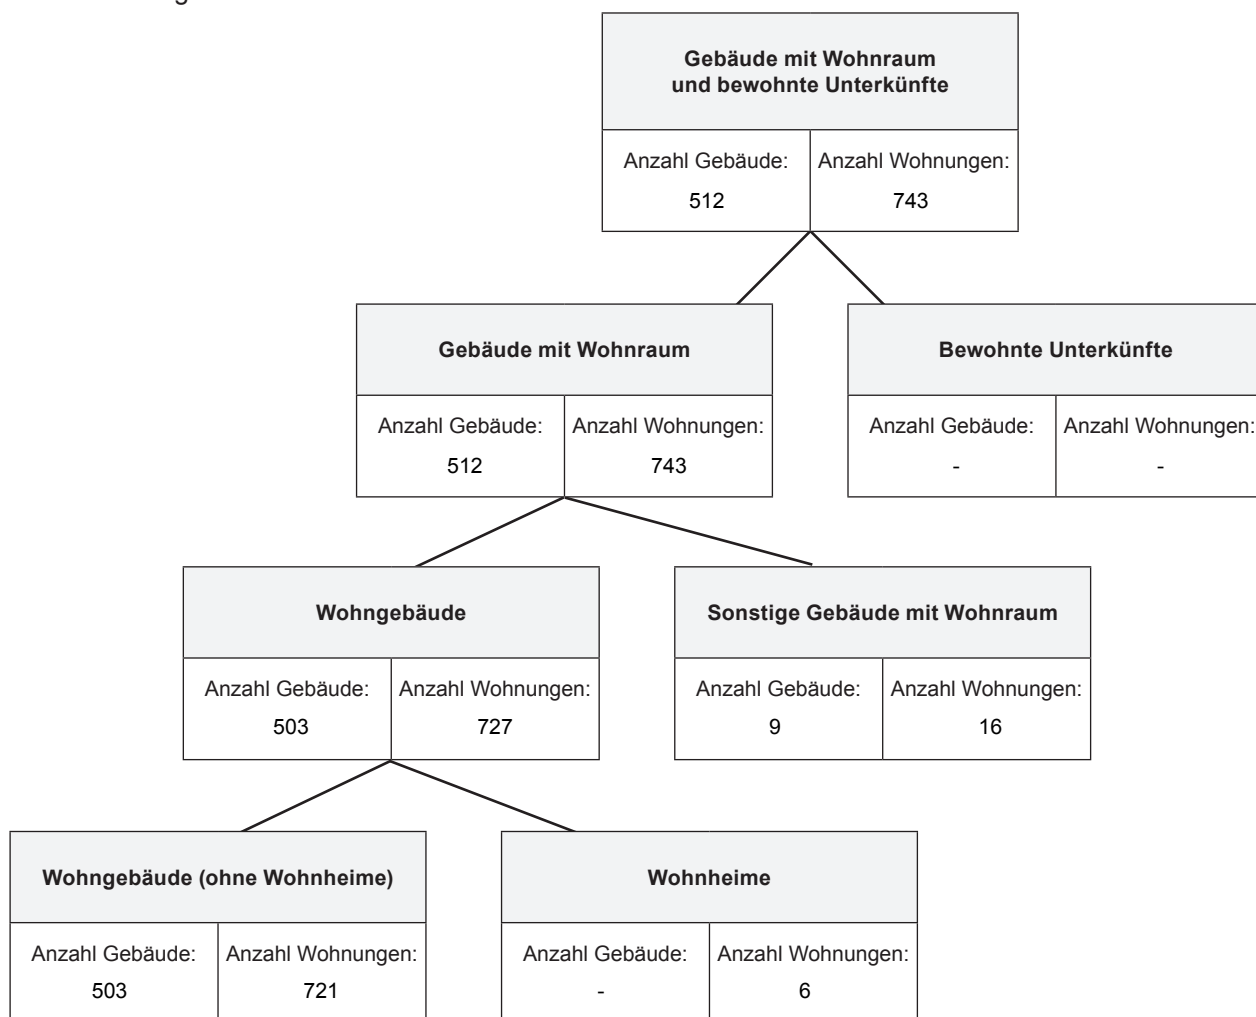 Gebäude mit Wohnraum
und bewohnte Unterkünfte
Anzahl Gebäude: Anzahl Wohnungen:
512 743
Gebäude mit Wohnraum
Anzahl Gebäude: Anzahl Wohnungen:
512 743
Bewohnte Unterkünfte
Anzahl Gebäude: Anzahl Wohnungen:
- -
Wohngebäude
Anzahl Gebäude: Anzahl Wohnungen:
503 727
Sonstige Gebäude mit Wohnraum
Anzahl Gebäude: Anzahl Wohnungen:
9 16
Wohngebäude (ohne Wohnheime)
Anzahl Gebäude: Anzahl Wohnungen:
503 721
Wohnheime
Anzahl Gebäude: Anzahl Wohnungen:
- 6